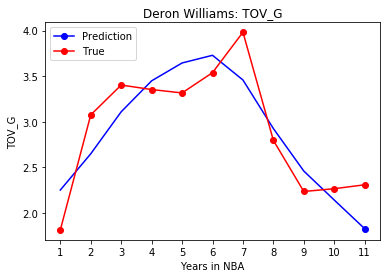 Deron Williams: TOV_G
Prediction
True
4.0
3.5
3.0
2.5
2.0
TOV_G
1 2 3 4 5 6 7 8 9 10 11
Years in NBA